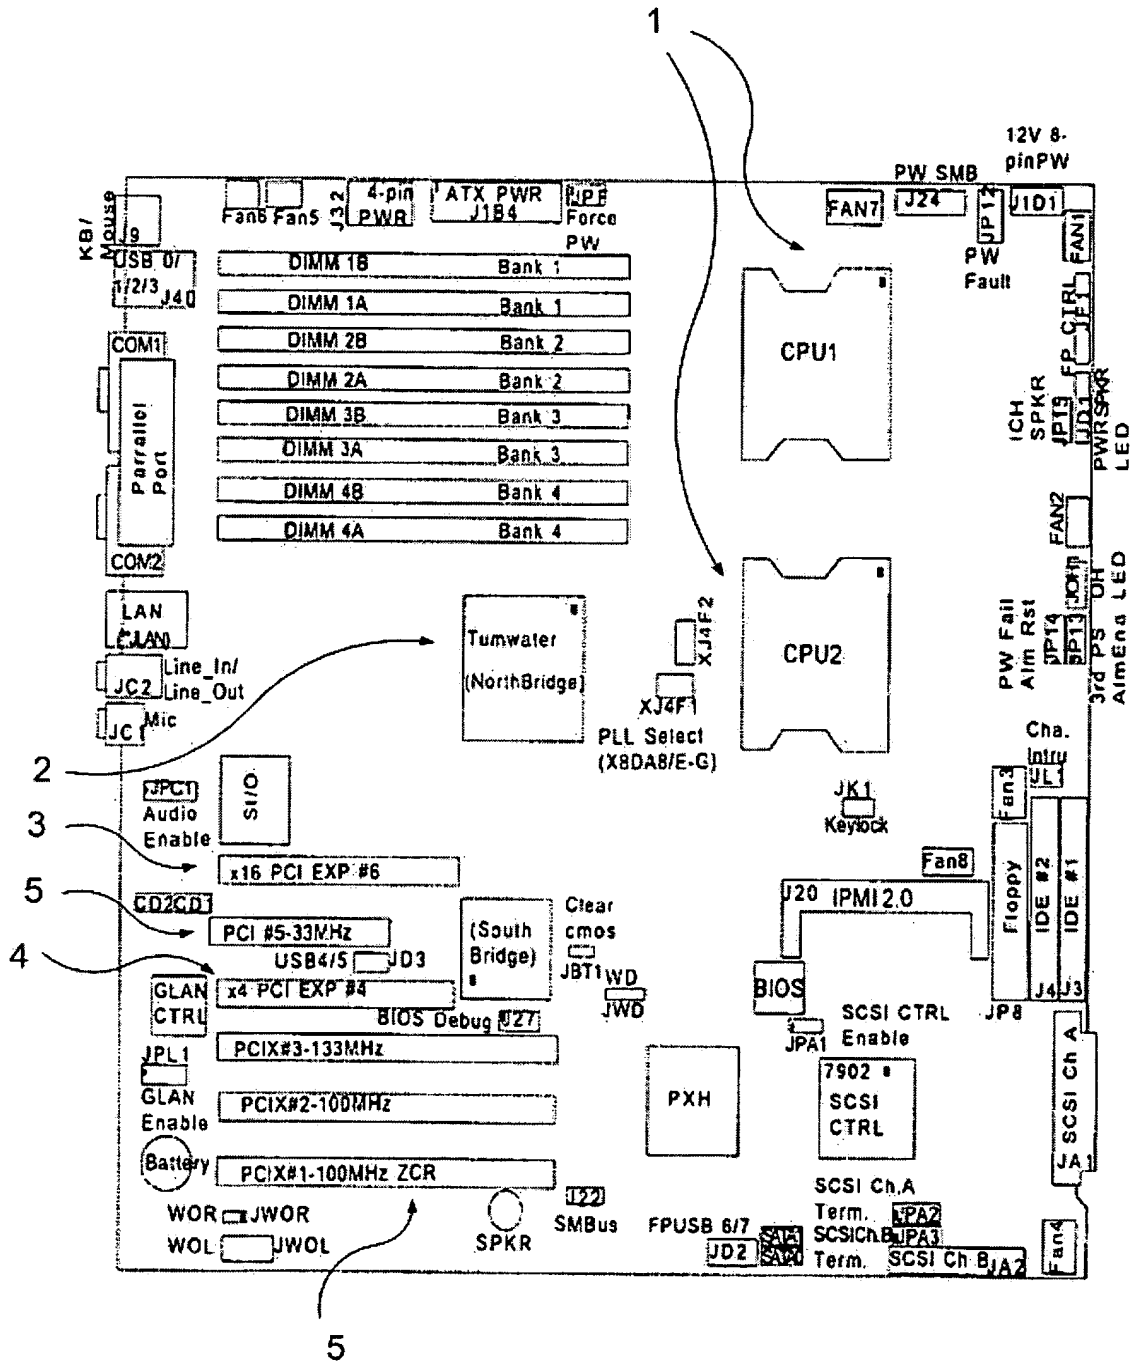 1
12V 8-
pinPW
PW SMB
J24
FAN7
JP12
J1D1
FAN1
PW
Fault
KB/
Mouse
J9
Fan6
Fan5
J32
4-pin
PWR
ATX PWR
J1B4
JPF
Force
PW
USB 0/
1/2/3
J40
DIMM 1B Bank 1
DIMM 1A Bank 1
DIMM 2B Bank 2
DIMM 2A Bank 2
DIMM 3B Bank 3
DIMM 3A Bank 3
DIMM 4B Bank 4
DIMM 4A Bank 4
COM1
Parrallel
Port
COM2
CPU1
FP_CTRL
JF1
ICH
SPKR
JP19
JD1
SPKR
PWR
LED
FAN2
JOH1
OH
LED
LAN
(JLAN)
JC2
Line_In/
Line_Out
JC1
Mic
Tumwater
(NorthBridge)
XJ4F2
XJ4F1
PLL Select
(X8DA8/E-G)
CPU2
PW Fail
Alm Rst
JP14
JP13
3rd PS
AlmEna
2
JPC1
Audio
Enable
SI/O
JK1
Keylock
Cha.
Intru
JL1
Fan3
3
x16 PCI EXP #6
Fan8
J20 IPMI 2.0
Floppy
IDE #2
IDE #1
5
CD2
PCI #5-33MHz
(South
Bridge)
Clear
cmos
JBT1
4
USB4/5
JD3
GLAN
CTRL
x4 PCI EXP #4
BIOS Debug
J27
WD
JWD
BIOS
J4
J3
JP8
SCSI CTRL
Enable
JPA1
JPL1
GLAN
Enable
PCIX#3-133MHz
PCIX#2-100MHz
PXH
7902
SCSI
CTRL
SCSI Ch A
JA1
Battery
PCIX#1-100MHz ZCR
WOR
JWOR
WOL
JWOL
SPKR
J22
SMBus
FPUSB 6/7
JD2
SATA1
SATA0
SCSI Ch.A
Term.
JPA2
SCSICh.B
JPA3
Term.
SCSI Ch B
JA2
Fan4
5